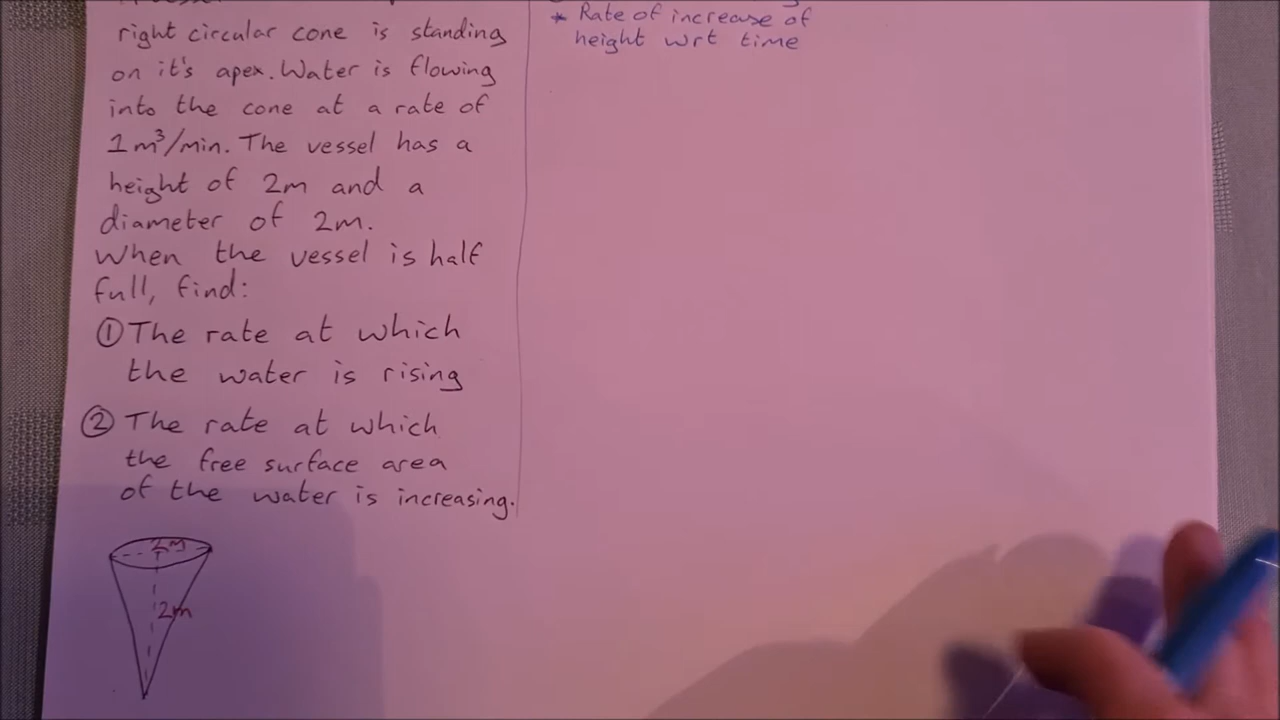 right circular cone is standing
on it's apex. Water is flowing
into the cone at a rate of
1m³/min. The vessel has a
height of 2m and a
diameter of 2m.
When the vessel is half
full, find:
① The rate at which
the water is rising
② The rate at which
the free surface area
of the water is increasing.
2m
2m
* Rate of increase of
height wrt time